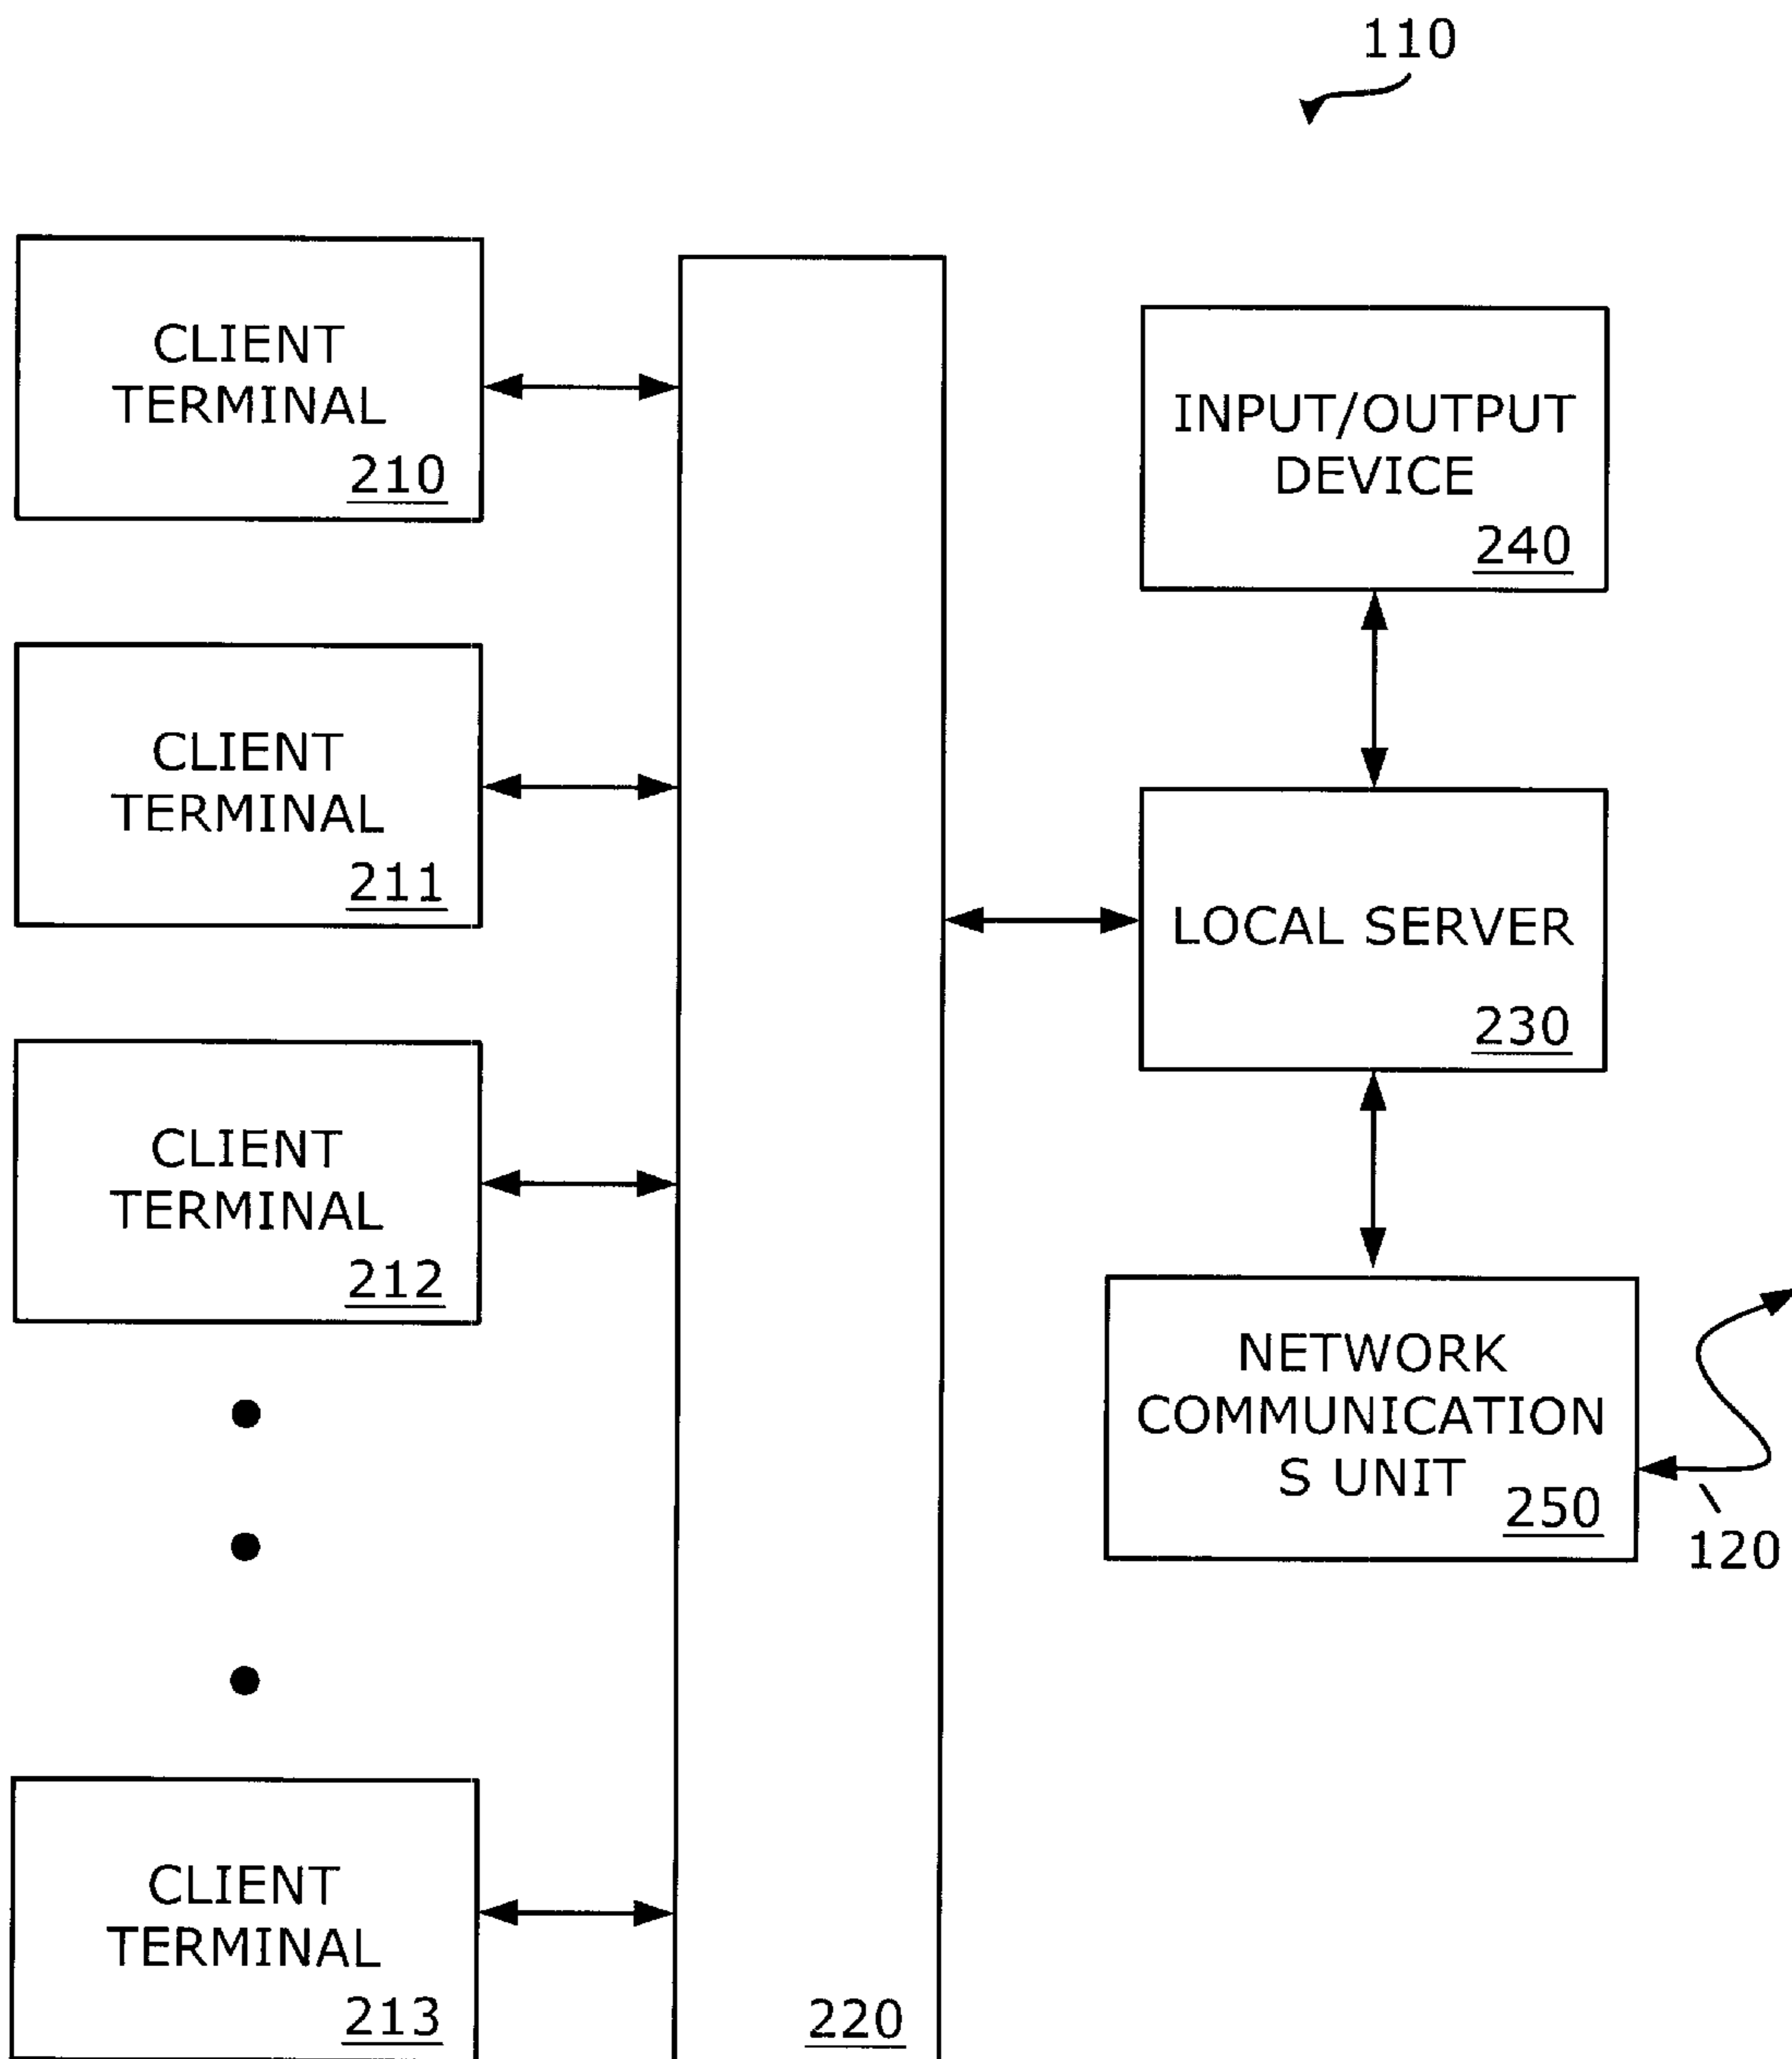 110
CLIENT
TERMINAL
210
CLIENT
TERMINAL
211
CLIENT
TERMINAL
212
CLIENT
TERMINAL
213
220
INPUT/OUTPUT
DEVICE
240
LOCAL SERVER
230
NETWORK
COMMUNICATION
S UNIT
250
120